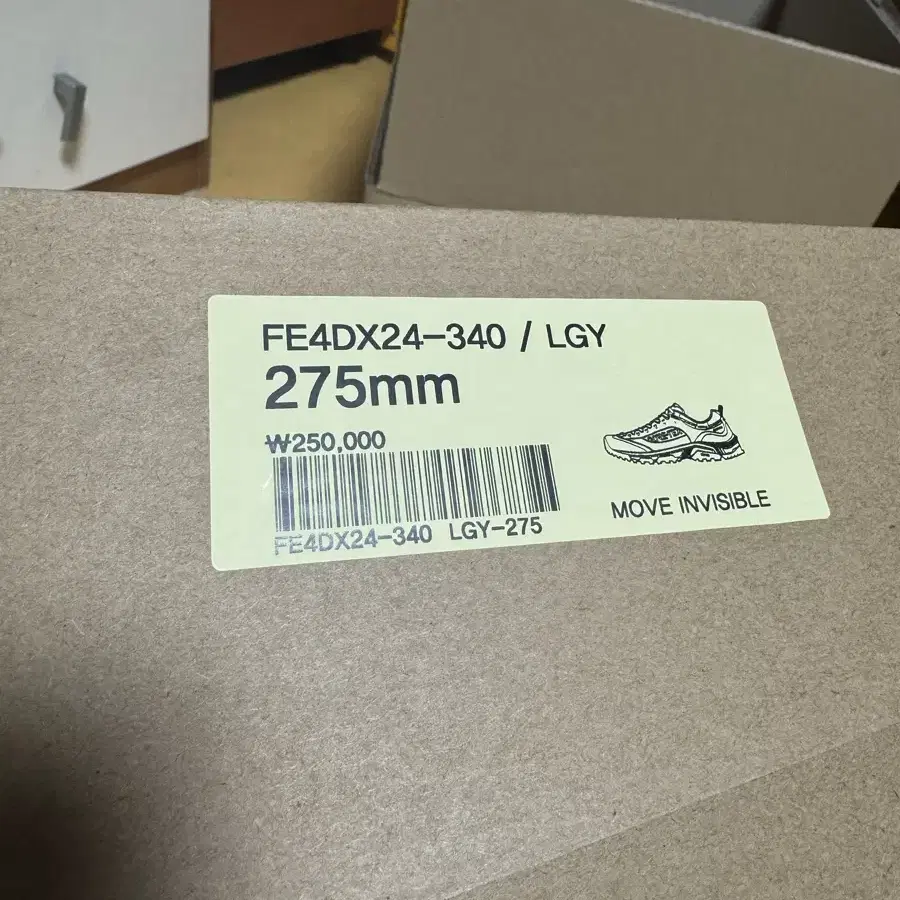 FE4DX24-340 / LGY
275mm
₩250,000
FE4DX24-340 LGY-275
MOVE INVISIBLE